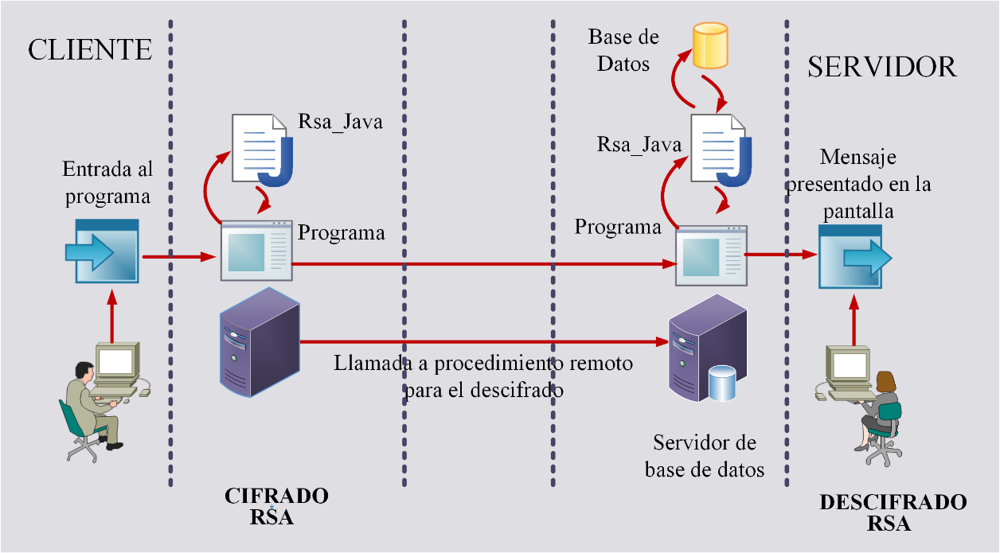 CLIENTE
Entrada al
programa
Rsa_Java
Programa
CIFRADO
RSA
Llamada a procedimiento remoto
para el descifrado
Base de
Datos
Rsa_Java
Programa
Servidor de
base de datos
SERVIDOR
Mensaje
presentado en la
pantalla
DESCIFRADO
RSA